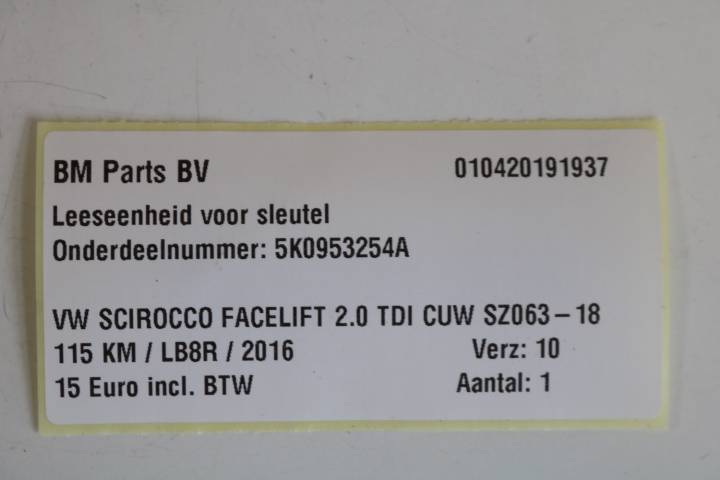 BM Parts BV 010420191937
Leeseenheid voor sleutel
Onderdeelnummer: 5K0953254A
VW SCIROCCO FACELIFT 2.0 TDI CUW SZ063-18
115 KM / LB8R / 2016 Verz: 10
15 Euro incl. BTW Aantal: 1